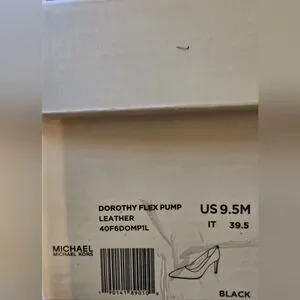 DOROTHY FLEX PUMP
LEATHER
40F6DOMP1L
US 9.5M
IT 39.5
MICHAEL
MICHAEL KORS
BLACK